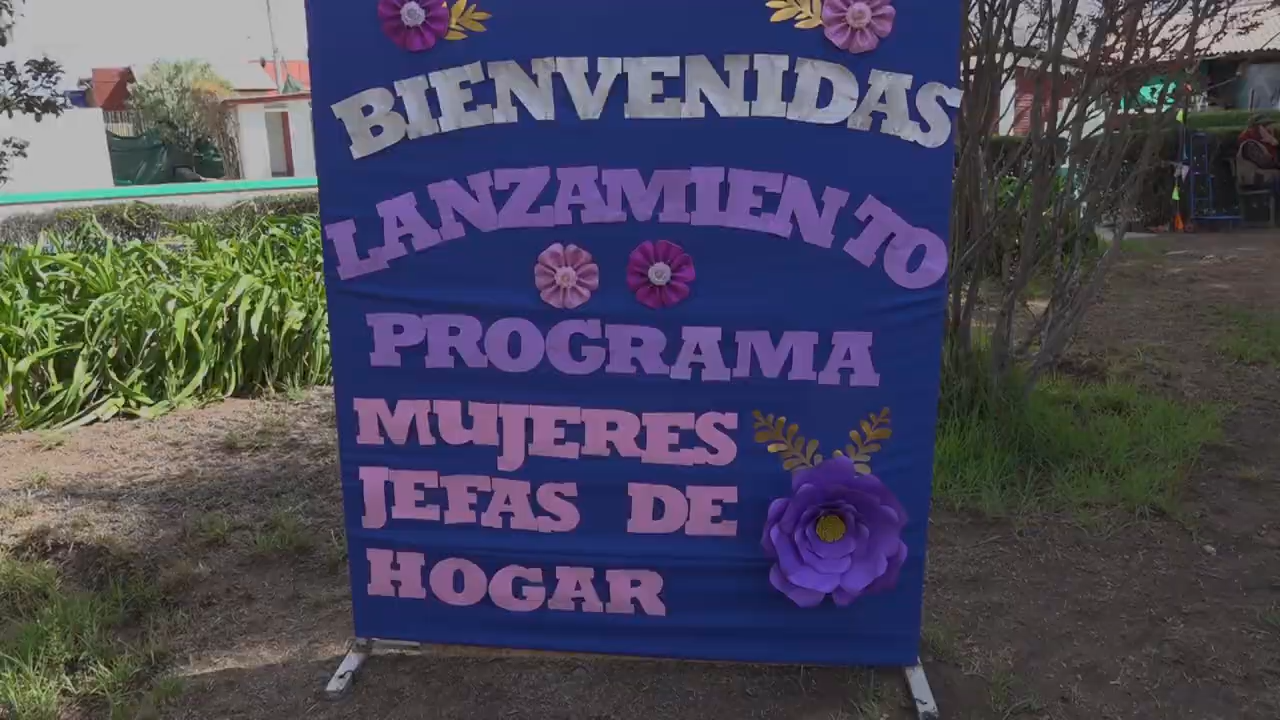 BIENVENIDAS
LANZAMIENTO
PROGRAMA
MUJERES
JEFAS DE
HOGAR